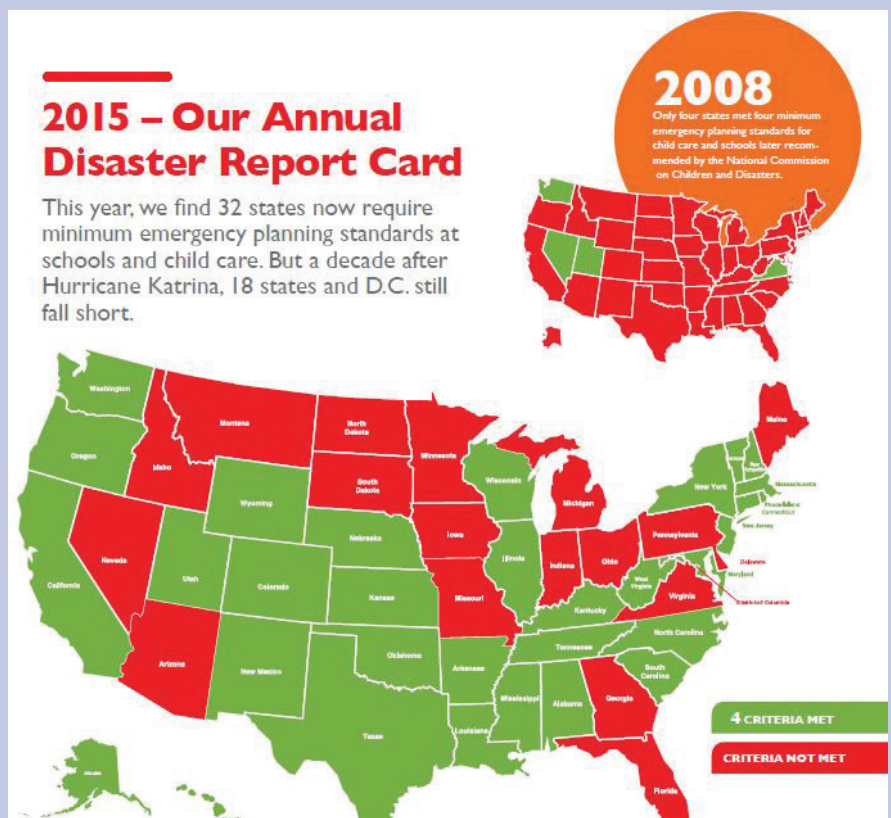 2015 – Our Annual
Disaster Report Card
This year, we find 32 states now require
minimum emergency planning standards at
schools and child care. But a decade after
Hurricane Katrina, 18 states and D.C. still
fall short.
2008
Only four states met four minimum
emergency planning standards for
child care and schools later recom-
mended by the National Commission
on Children and Disasters.
Washington
Oregon
California
Nevada
Idaho
Montana
Wyoming
Utah
Arizona
Colorado
New Mexico
North
Dakota
South
Dakota
Nebraska
Kansas
Oklahoma
Texas
Minnesota
Iowa
Missouri
Arkansas
Louisiana
Wisconsin
Illinois
Michigan
Indiana
Ohio
Kentucky
Tennessee
Mississippi
Alabama
Georgia
Florida
South
Carolina
North Carolina
Virginia
West
Virginia
Pennsylvania
New York
Maine
New
Hampshire
Massachusetts
Connecticut
New Jersey
Delaware
Maryland
District of Columbia
4 CRITERIA MET
CRITERIA NOT MET